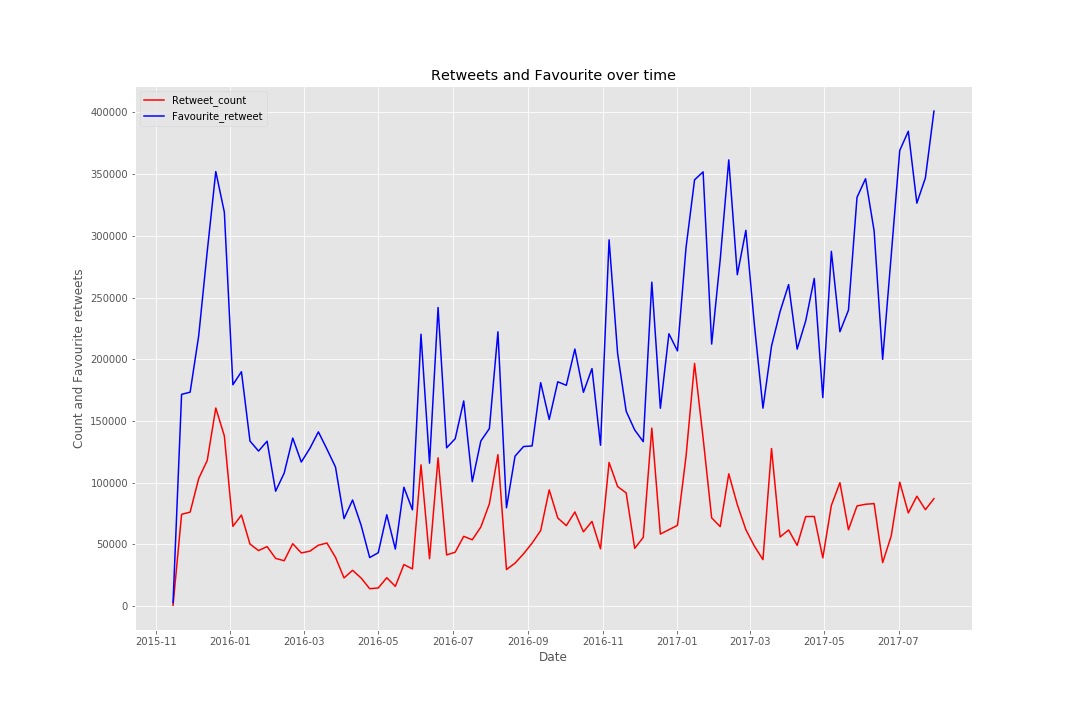 Retweets and Favourite over time
Retweet_count
Favourite_retweet
400000
350000
300000
250000
200000
150000
100000
50000
0
Count and Favourite retweets
2015-11 2016-01 2016-03 2016-05 2016-07 2016-09 2016-11 2017-01 2017-03 2017-05 2017-07
Date